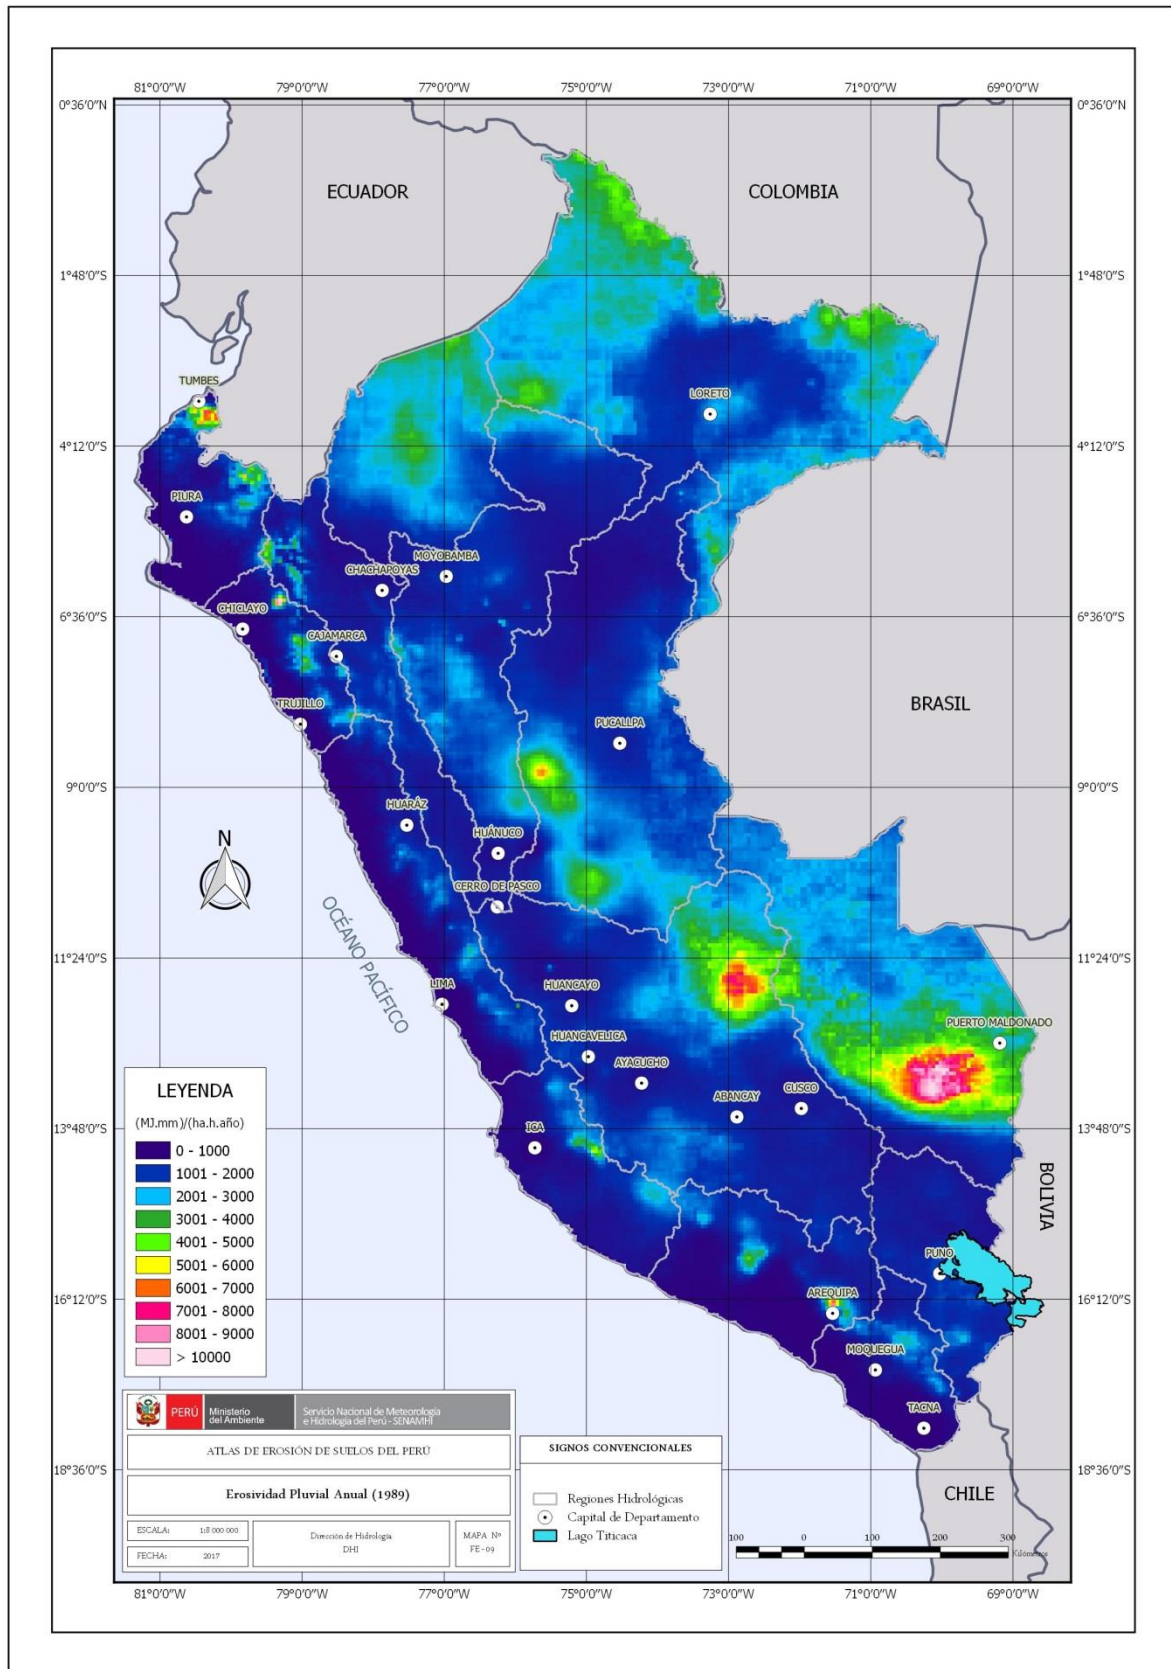 81°0'0"W 79°0'0"W 77°0'0"W 75°0'0"W 73°0'0"W 71°0'0"W 69°0'0"W
0°36'0"N 0°36'0"N
ECUADOR COLOMBIA
1°48'0"S 1°48'0"S
TUMBES
LORETO
4°12'0"S 4°12'0"S
PIURA
MOYOBAMBA
CHACHAPOYAS
6°36'0"S 6°36'0"S
CHICLAYO
CAJAMARCA
TRUJILLO
BRASIL
PUCALLPA
9°0'0"S 9°0'0"S
HUARÁZ
N
HUÁNUCO
CERRO DE PASCO
OCÉANO PACÍFICO
11°24'0"S 11°24'0"S
LIMA
HUANCAYO
PUERTO MALDONADO
HUANCAVELICA
AYACUCHO
ABANCAY
CUSCO
ICA
13°48'0"S 13°48'0"S
BOLIVIA
PUNO
AREQUIPA
16°12'0"S 16°12'0"S
MOQUEGUA
TACNA
18°36'0"S 18°36'0"S
CHILE
LEYENDA
(MJ.mm)/(ha.h.año)
0 - 1000
1001 - 2000
2001 - 3000
3001 - 4000
4001 - 5000
5001 - 6000
6001 - 7000
7001 - 8000
8001 - 9000
> 10000
PERÚ
Ministerio
del Ambiente
Servicio Nacional de Meteorología
e Hidrología del Perú - SENAMHI
ATLAS DE EROSIÓN DE SUELOS DEL PERÚ
Erosividad Pluvial Anual (1989)
ESCALA: 1:8 000 000
FECHA: 2017
Dirección de Hidrología
DHI
MAPA Nº
FE-09
SIGNOS CONVENCIONALES
Regiones Hidrológicas
Capital de Departamento
Lago Titicaca
100 0 100 200 300
Kilómetros
81°0'0"W 79°0'0"W 77°0'0"W 75°0'0"W 73°0'0"W 71°0'0"W 69°0'0"W